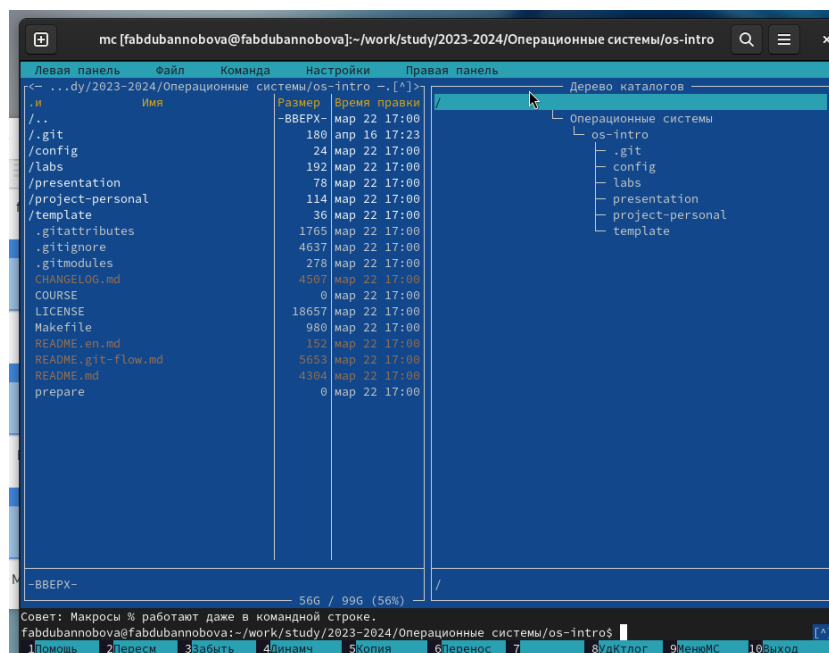 mc [fabdubannobova@fabdubannobova]:~/work/study/2023-2024/Операционные системы/os-intro
Левая панель Файл Команда Настройки Правая панель
<— ...dy/2023-2024/Операционные системы/os-intro —.[^]>
.и Имя Размер Время правки
/.. -ВВЕРХ- мар 22 17:00
/.git 180 апр 16 17:23
/config 24 мар 22 17:00
/labs 192 мар 22 17:00
/presentation 78 мар 22 17:00
/project-personal 114 мар 22 17:00
/template 36 мар 22 17:00
.gitattributes 1765 мар 22 17:00
.gitignore 4637 мар 22 17:00
.gitmodules 278 мар 22 17:00
CHANGELOG.md 4507 мар 22 17:00
COURSE 0 мар 22 17:00
LICENSE 18657 мар 22 17:00
Makefile 980 мар 22 17:00
README.en.md 152 мар 22 17:00
README.git-flow.md 5653 мар 22 17:00
README.md 4304 мар 22 17:00
prepare 0 мар 22 17:00
-ВВЕРХ-
56G / 99G (56%)
Дерево каталогов
/
Операционные системы
os-intro
.git
config
labs
presentation
project-personal
template
/
Совет: Макросы % работают даже в командной строке.
fabdubannobova@fabdubannobova:~/work/study/2023-2024/Операционные системы/os-intro$ [^
1Помощь 2Пересм 3Забыть 4Динамч 5Копия 6Перенос 7 8УдКтлог 9МенюМС 10Выход